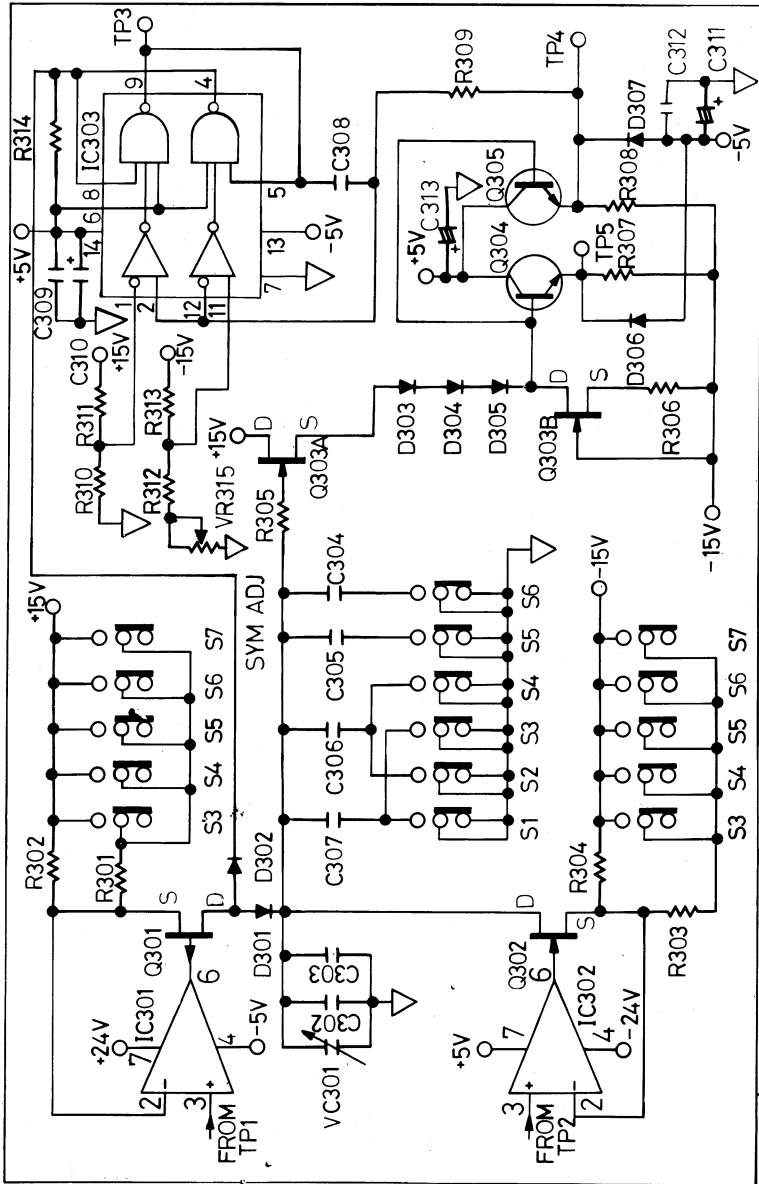 R314
+5V
C309
14
6
8
IC303
9
4
TP3
1
2
12
11
7
13
-5V
5
C308
C310
+15V
R310
R311
-15V
R312
R313
VR315
SYM ADJ
R309
TP4
+5V
C313
Q304
Q305
TP5
R307
R308
D307
C312
C311
-5V
D306
+15V
D
S
Q303A
R305
D303
D304
D305
D
S
Q303B
R306
-15V
+15V
R302
R301
S3
S4
S5
S6
S7
S
D
Q301
D302
D301
+24V
7
IC301
6
4
-5V
2
-
3
+
FROM
TP1
C307
C306
C305
C304
S1
S2
S3
S4
S5
S6
VC301
C302
C303
D
S
Q302
6
+5V
7
IC302
4
-24V
3
+
2
-
FROM
TP2
R304
R303
-15V
S3
S4
S5
S6
S7